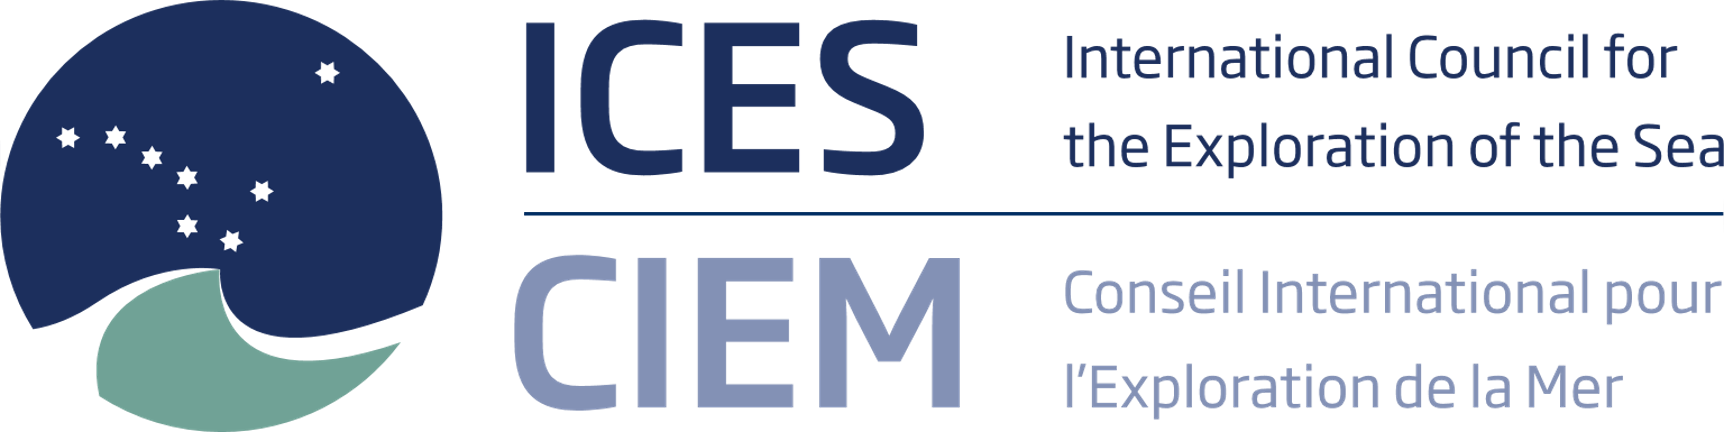 ICES
International Council for
the Exploration of the Sea
CIEM
Conseil International pour
l’Exploration de la Mer